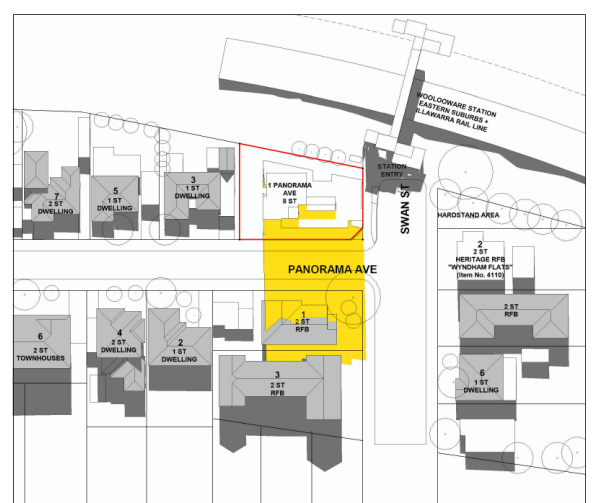 WOOLOOWARE STATION
EASTERN SUBURBS +
ILLAWARRA RAIL LINE
STATION
ENTRY
SWAN ST
1 PANORAMA
AVE
8 ST
3
1 ST
DWELLING
5
1 ST
DWELLING
7
2 ST
DWELLING
HARDSTAND AREA
2
2 ST
HERITAGE RFB
"WYNDHAM FLATS"
(Item No. 4110)
PANORAMA AVE
2 ST
RFB
1
2 ST
RFB
6
2 ST
TOWNHOUSES
4
2 ST
DWELLING
2
1 ST
DWELLING
3
2 ST
RFB
6
1 ST
DWELLING